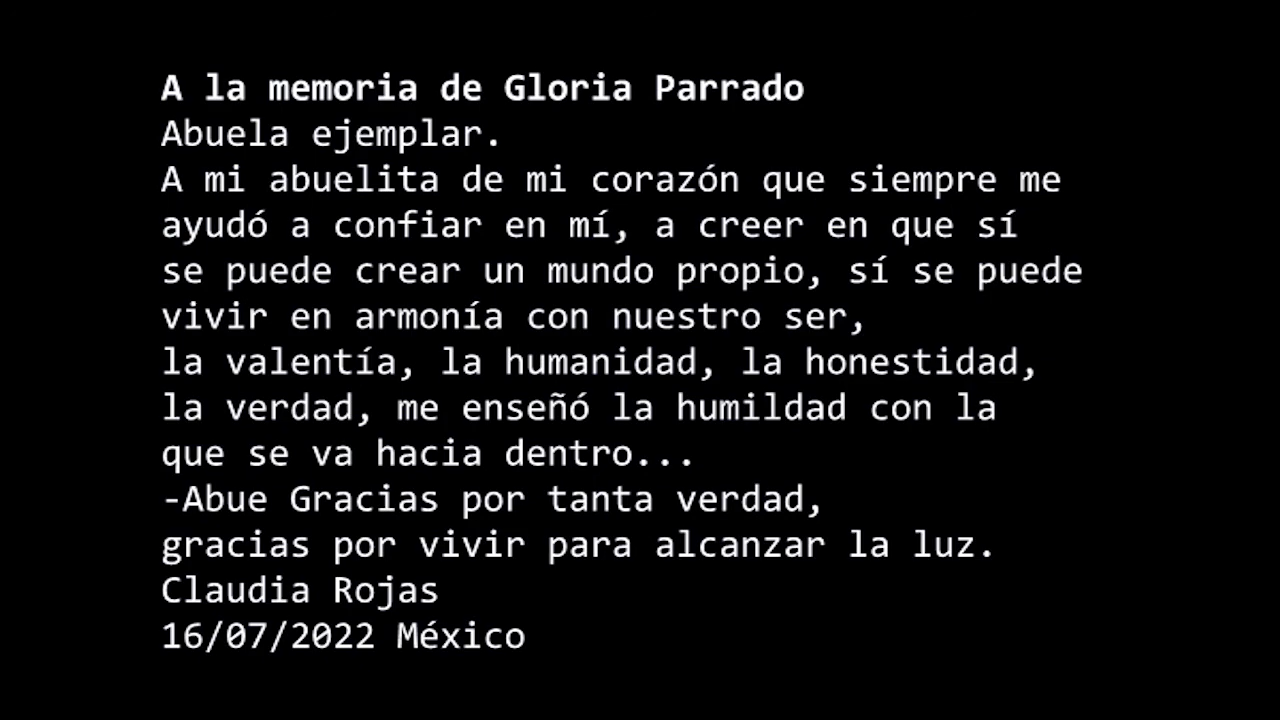 A la memoria de Gloria Parrado
Abuela ejemplar.
A mi abuelita de mi corazón que siempre me
ayudó a confiar en mí, a creer en que sí
se puede crear un mundo propio, sí se puede
vivir en armonía con nuestro ser,
la valentía, la humanidad, la honestidad,
la verdad, me enseñó la humildad con la
que se va hacia dentro...
-Abue Gracias por tanta verdad,
gracias por vivir para alcanzar la luz.
Claudia Rojas
16/07/2022 México